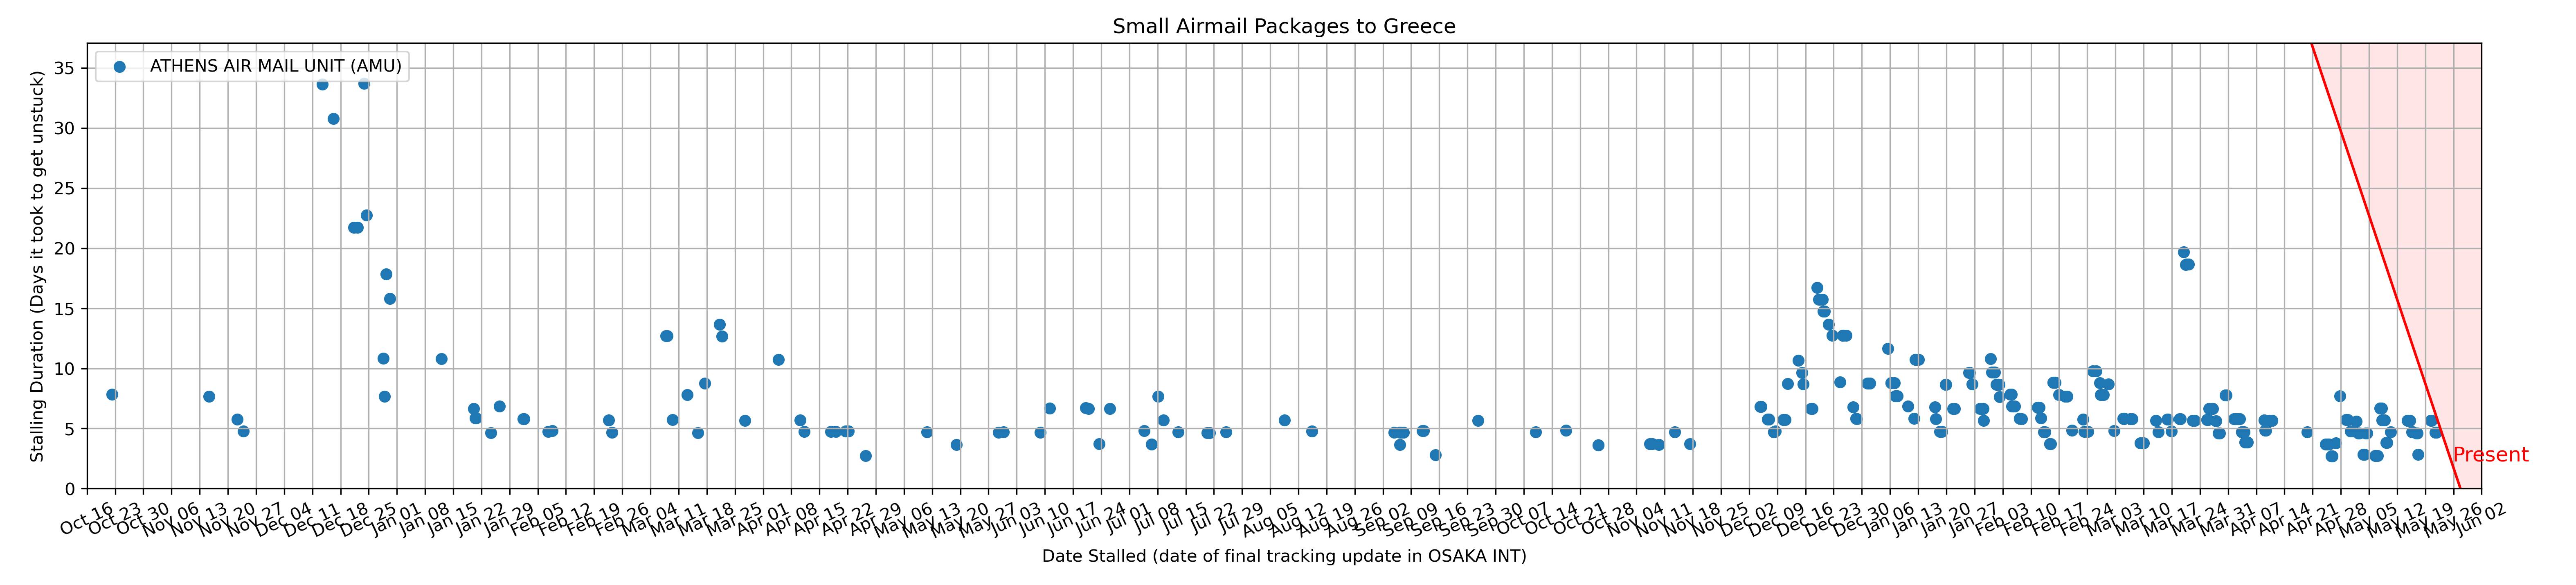 Small Airmail Packages to Greece
ATHENS AIR MAIL UNIT (AMU)
Stalling Duration (Days it took to get unstuck)
35
30
25
20
15
10
5
0
Present
Oct 16 Oct 23 Oct 30 Nov 06 Nov 13 Nov 20 Nov 27 Dec 04 Dec 11 Dec 18 Dec 25 Jan 01 Jan 08 Jan 15 Jan 22 Jan 29 Feb 05 Feb 12 Feb 19 Feb 26 Mar 04 Mar 11 Mar 18 Mar 25 Apr 01 Apr 08 Apr 15 Apr 22 Apr 29 May 06 May 13 May 20 May 27 Jun 03 Jun 10 Jun 17 Jun 24 Jul 01 Jul 08 Jul 15 Jul 22 Jul 29 Aug 05 Aug 12 Aug 19 Aug 26 Sep 02 Sep 09 Sep 16 Sep 23 Sep 30 Oct 07 Oct 14 Oct 21 Oct 28 Nov 04 Nov 11 Nov 18 Nov 25 Dec 02 Dec 09 Dec 16 Dec 23 Dec 30 Jan 06 Jan 13 Jan 20 Jan 27 Feb 03 Feb 10 Feb 17 Feb 24 Mar 03 Mar 10 Mar 17 Mar 24 Mar 31 Apr 07 Apr 14 Apr 21 Apr 28 May 05 May 12 May 19 May 26 Jun 02
Date Stalled (date of final tracking update in OSAKA INT)